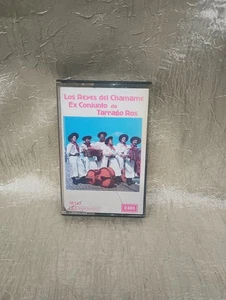 Los Reyes del Chamamé
Ex Conjunto de
Tarragó Ros
EMI